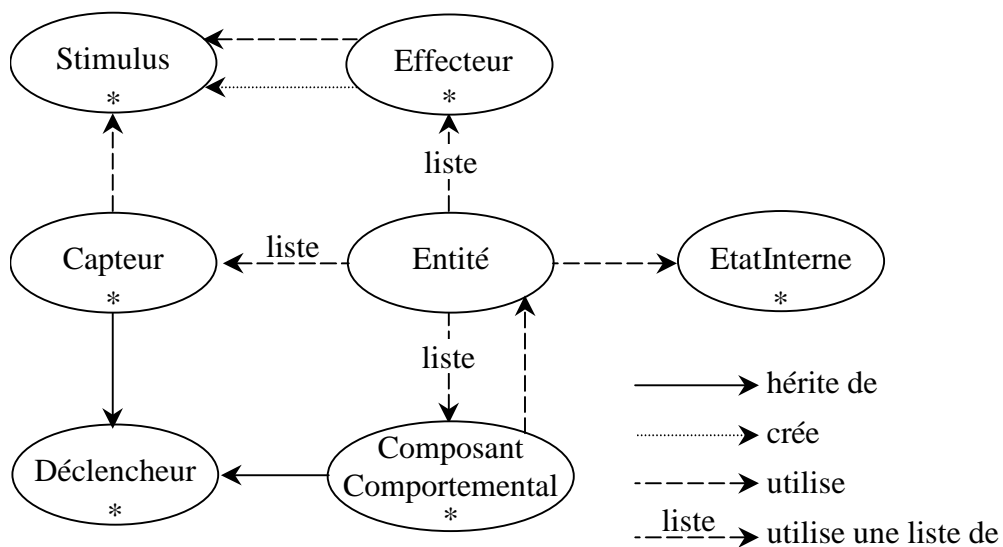 Stimulus
*
Effecteur
*
liste
Capteur
*
liste
Entité
EtatInterne
*
liste
Déclencheur
*
Composant
Comportemental
*
hérite de
crée
utilise
liste
utilise une liste de